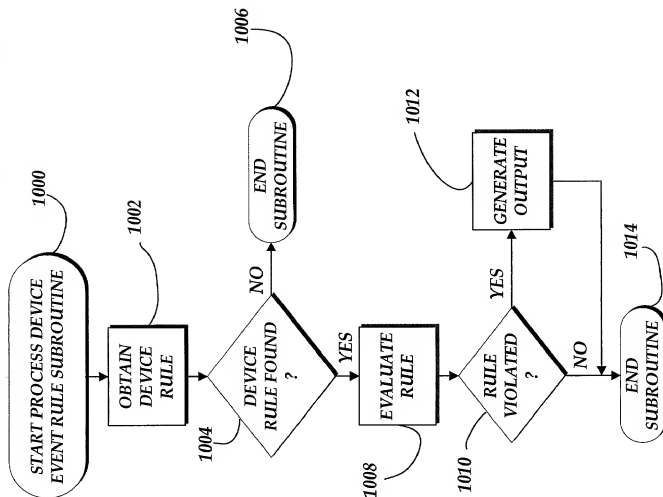 START PROCESS DEVICE
EVENT RULE SUBROUTINE
1000
OBTAIN
DEVICE
RULE
1002
DEVICE
RULE FOUND
?
1004
NO
END
SUBROUTINE
1006
YES
EVALUATE
RULE
1008
RULE
VIOLATED
?
1010
YES
GENERATE
OUTPUT
1012
NO
END
SUBROUTINE
1014